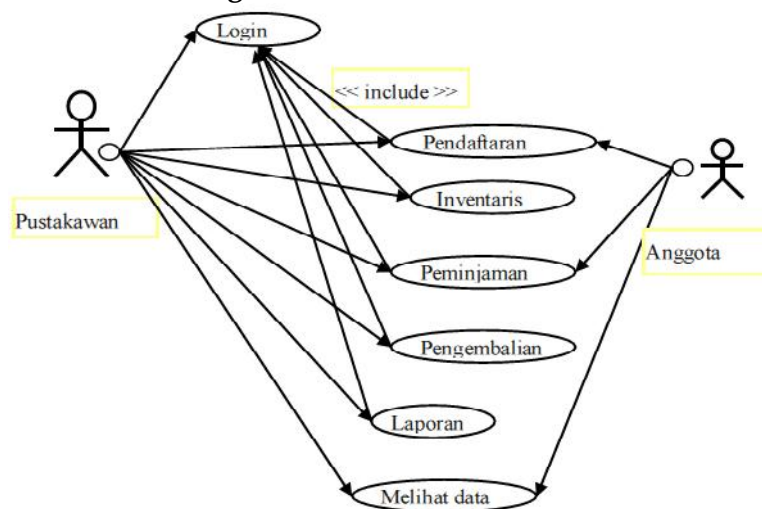 Login
<< include >>
Pendaftaran
Inventaris
Pustakawan
Anggota
Peminjaman
Pengembalian
Laporan
Melihat data